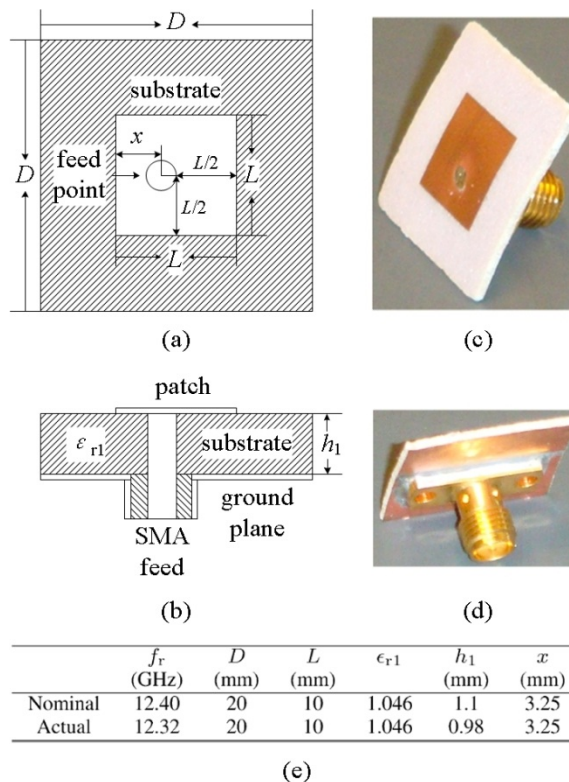 D
substrate
x
feed
point
L/2
L
D
L/2
L
(a)
(c)
patch
εr1
substrate
h1
ground
plane
SMA
feed
(b)
(d)
fr D L ϵr1 h1 x
(GHz) (mm) (mm) (mm) (mm)
Nominal 12.40 20 10 1.046 1.1 3.25
Actual 12.32 20 10 1.046 0.98 3.25
(e)